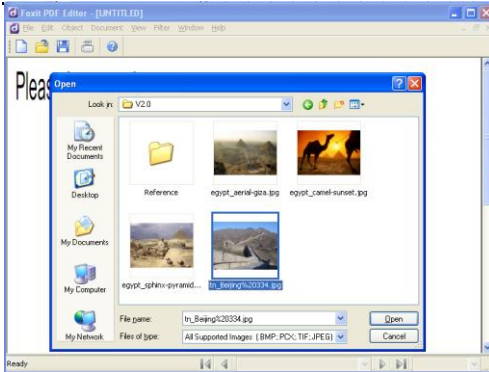 Foxit PDF Editor - [UNTITLED]
File Edit Object Document View Filter Window Help
Pleas
Open
Look in: V2.0
My Recent Documents
Desktop
My Documents
My Computer
My Network
Reference
egypt_aerial-giza.jpg
egypt_camel-sunset.jpg
egypt_sphinx-pyramid...
tn_Beijing%20334.jpg
File name: tn_Beijing%20334.jpg
Open
Files of type: All Supported Images (.BMP;.PCX;.TIF;.JPEG)
Cancel
Ready